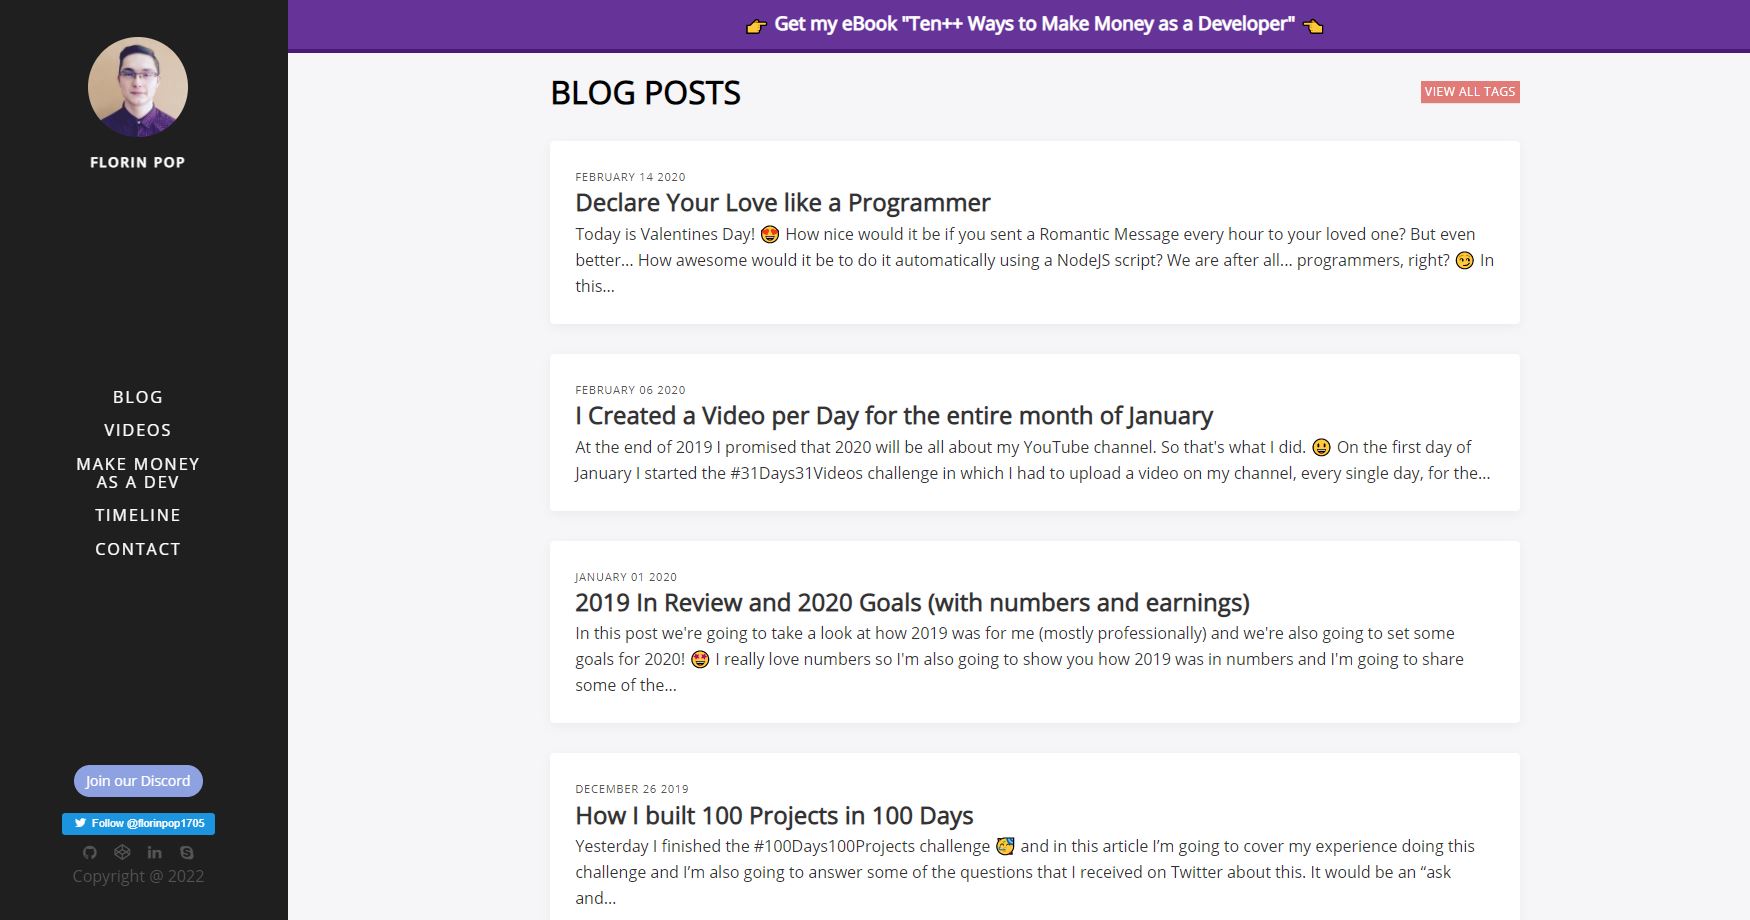 FLORIN POP
BLOG
VIDEOS
MAKE MONEY
AS A DEV
TIMELINE
CONTACT
Join our Discord
Follow @florinpop1705
Copyright @ 2022
👉 Get my eBook "Ten++ Ways to Make Money as a Developer" 👈
BLOG POSTS
VIEW ALL TAGS
FEBRUARY 14 2020
Declare Your Love like a Programmer
Today is Valentines Day! 😍 How nice would it be if you sent a Romantic Message every hour to your loved one? But even
better... How awesome would it be to do it automatically using a NodeJS script? We are after all... programmers, right? 😏 In
this...
FEBRUARY 06 2020
I Created a Video per Day for the entire month of January
At the end of 2019 I promised that 2020 will be all about my YouTube channel. So that's what I did. 😃 On the first day of
January I started the #31Days31Videos challenge in which I had to upload a video on my channel, every single day, for the...
JANUARY 01 2020
2019 In Review and 2020 Goals (with numbers and earnings)
In this post we're going to take a look at how 2019 was for me (mostly professionally) and we're also going to set some
goals for 2020! 🤩 I really love numbers so I'm also going to show you how 2019 was in numbers and I'm going to share
some of the...
DECEMBER 26 2019
How I built 100 Projects in 100 Days
Yesterday I finished the #100Days100Projects challenge 🥳 and in this article I’m going to cover my experience doing this
challenge and I’m also going to answer some of the questions that I received on Twitter about this. It would be an “ask
and...